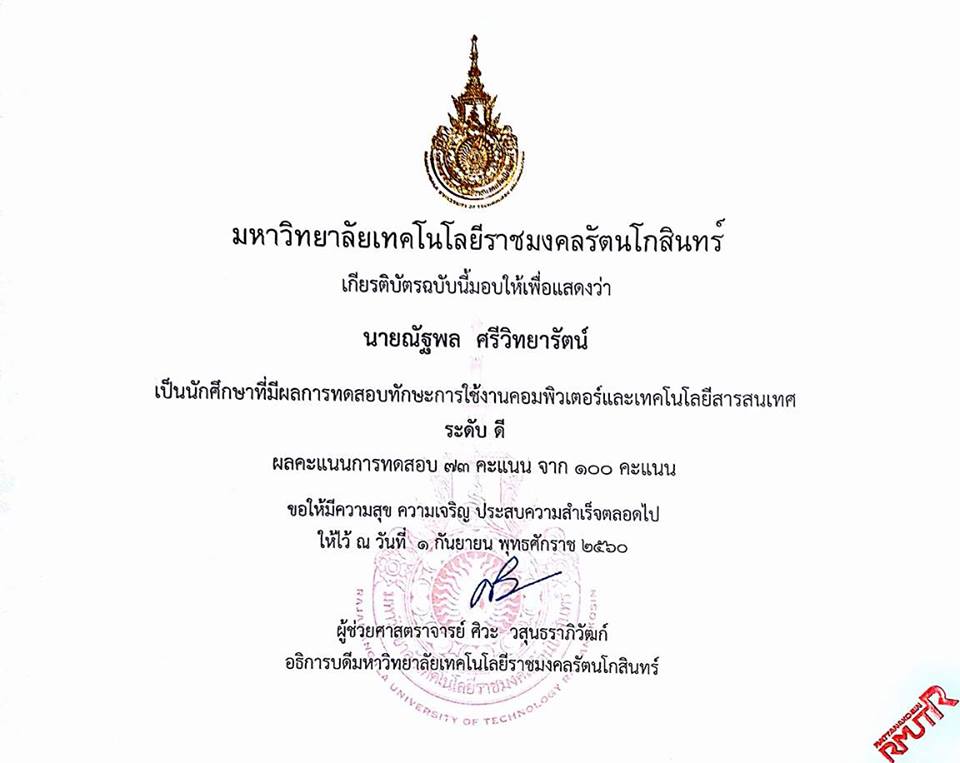 มหาวิทยาลัยเทคโนโลยีราชมงคลรัตนโกสินทร์
เกียรติบัตรฉบับนี้มอบให้เพื่อแสดงว่า
นายณัฐพล ศรีวิทยารัตน์
เป็นนักศึกษาที่มีผลการทดสอบทักษะการใช้งานคอมพิวเตอร์และเทคโนโลยีสารสนเทศ
ระดับ ดี
ผลคะแนนการทดสอบ ๗๓ คะแนน จาก ๑๐๐ คะแนน
ขอให้มีความสุข ความเจริญ ประสบความสำเร็จตลอดไป
ให้ไว้ ณ วันที่ ๑ กันยายน พุทธศักราช ๒๕๖๐
ผู้ช่วยศาสตราจารย์ ศิวะ วสุนธราภิวัฒก์
อธิการบดีมหาวิทยาลัยเทคโนโลยีราชมงคลรัตนโกสินทร์
UNIVERSITY OF TECHNOLOGY
RMUTR